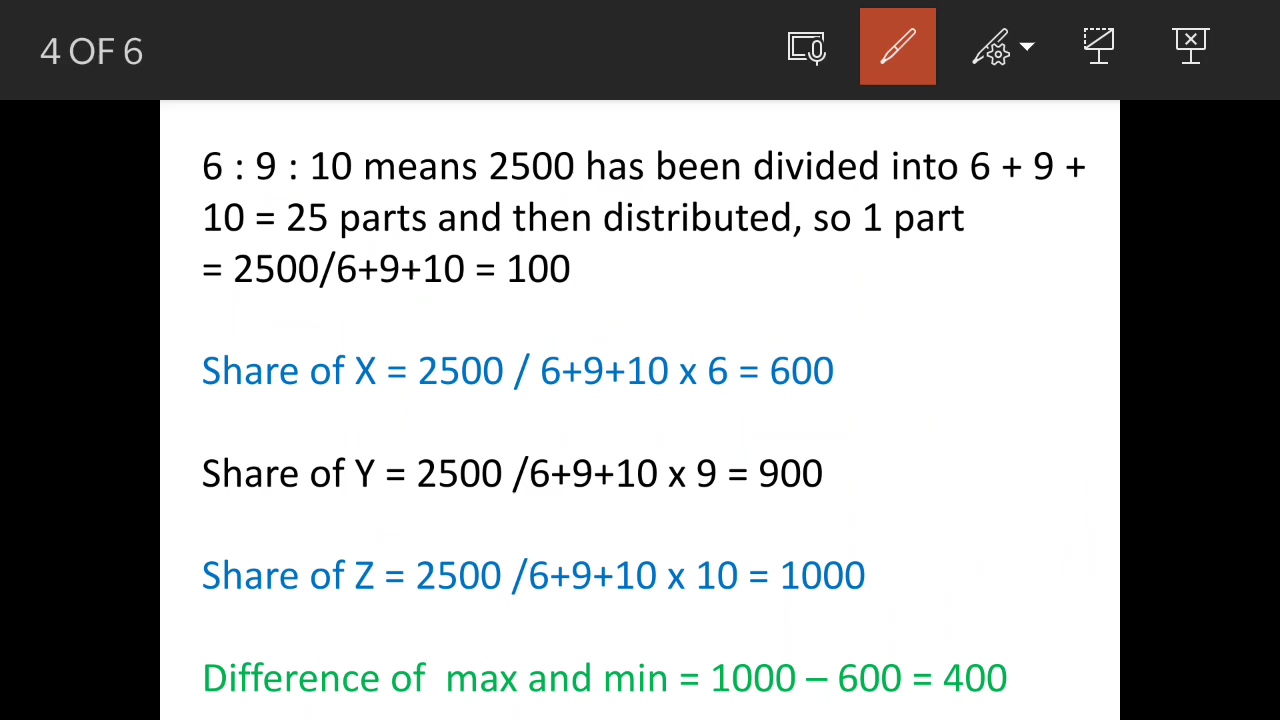 4 OF 6
6 : 9 : 10 means 2500 has been divided into 6 + 9 +
10 = 25 parts and then distributed, so 1 part
= 2500/6+9+10 = 100
Share of X = 2500 / 6+9+10 x 6 = 600
Share of Y = 2500 /6+9+10 x 9 = 900
Share of Z = 2500 /6+9+10 x 10 = 1000
Difference of  max and min = 1000 – 600 = 400